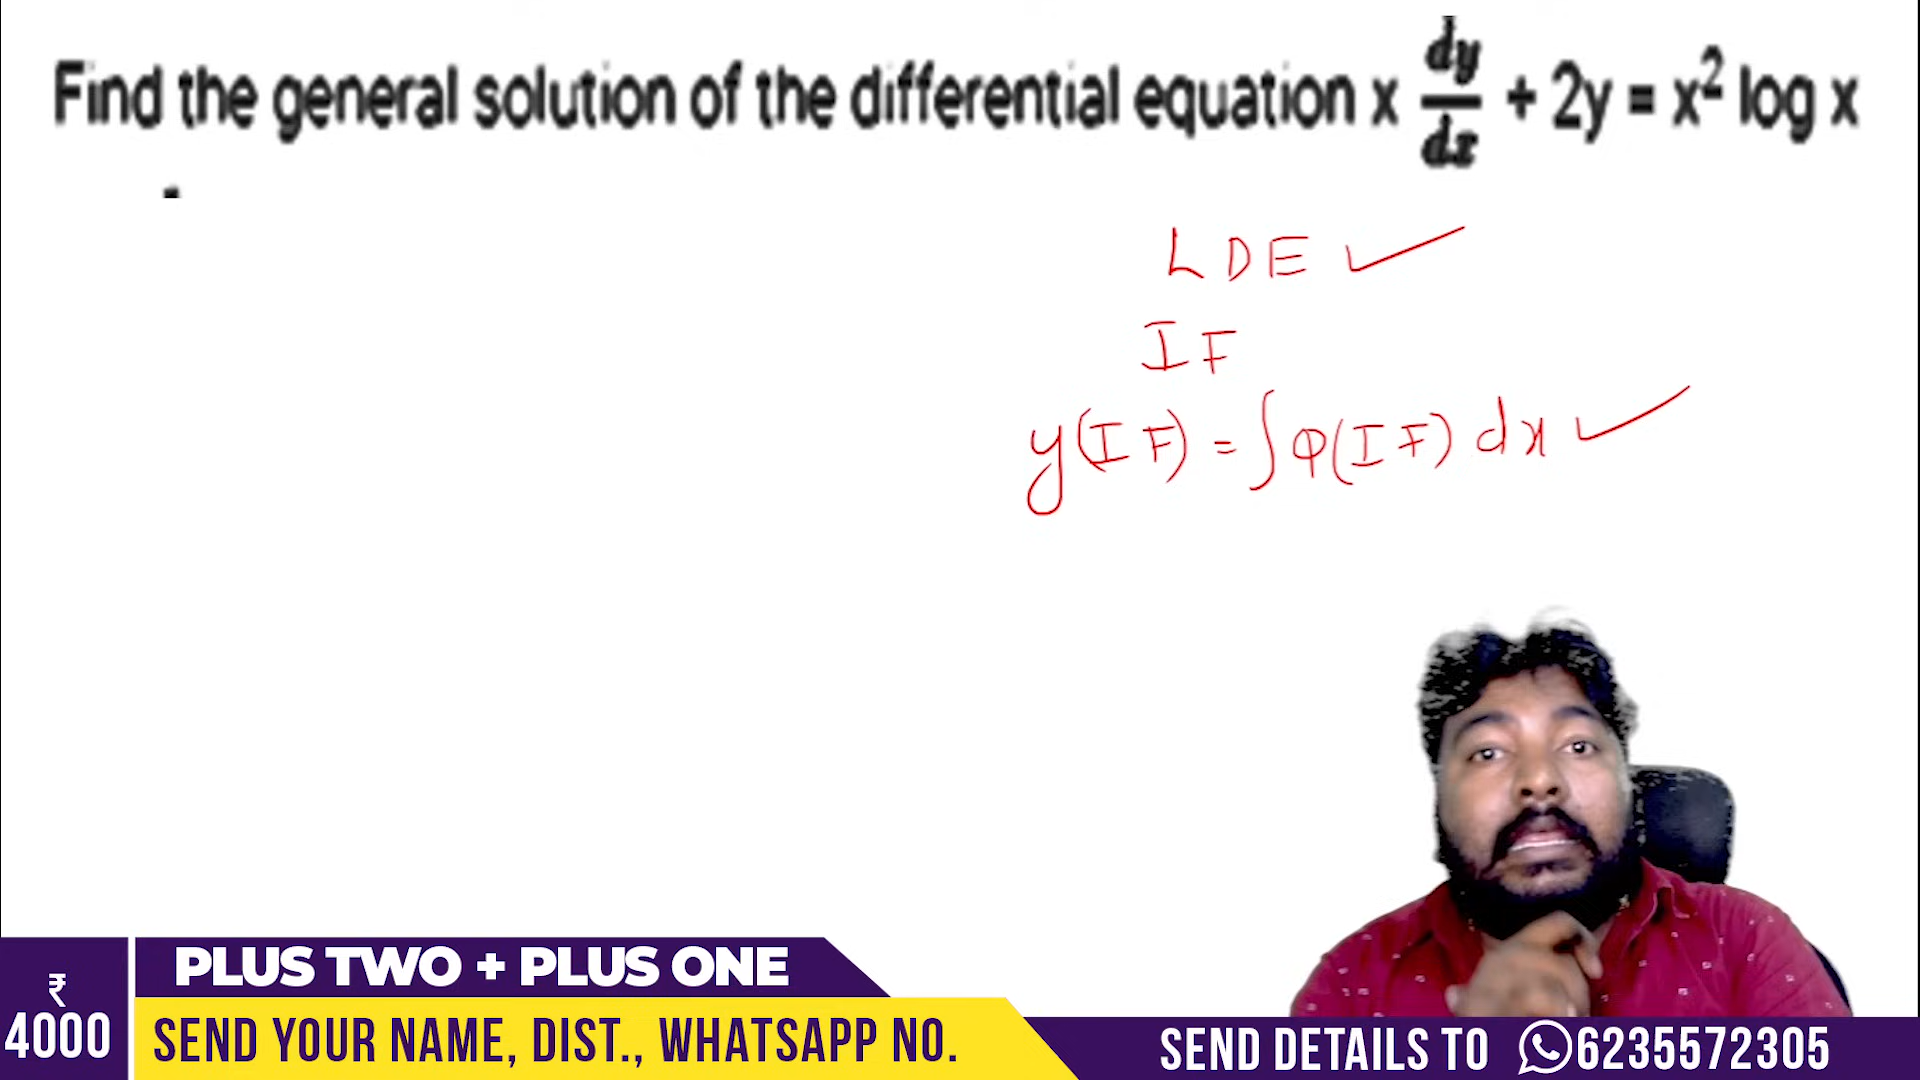 Find the general solution of the differential equation x dy/dx + 2y = x² log x
.
LDE ✓
IF
y(IF) = ∫Q(IF) dx ✓
₹
4000
PLUS TWO + PLUS ONE
SEND YOUR NAME, DIST., WHATSAPP NO.
SEND DETAILS TO 6235572305